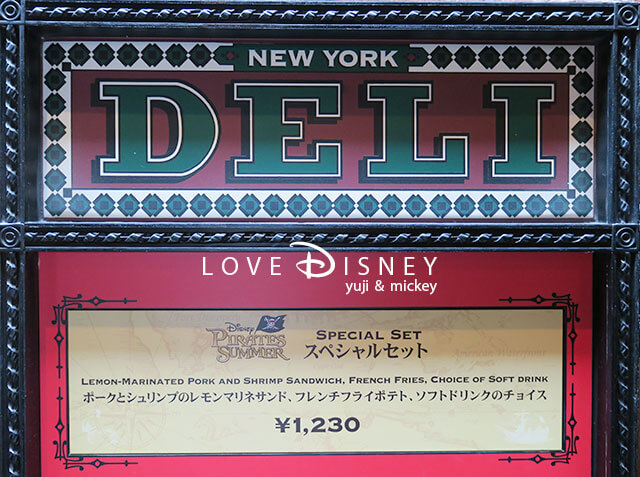 NEW YORK
DELI
LOVE DISNEY
yuji & mickey
Disney
PIRATES
SUMMER
SPECIAL SET
スペシャルセット
American Waterfront
LEMON-MARINATED PORK AND SHRIMP SANDWICH, FRENCH FRIES, CHOICE OF SOFT DRINK
ポークとシュリンプのレモンマリネサンド、フレンチフライポテト、ソフトドリンクのチョイス
¥1,230